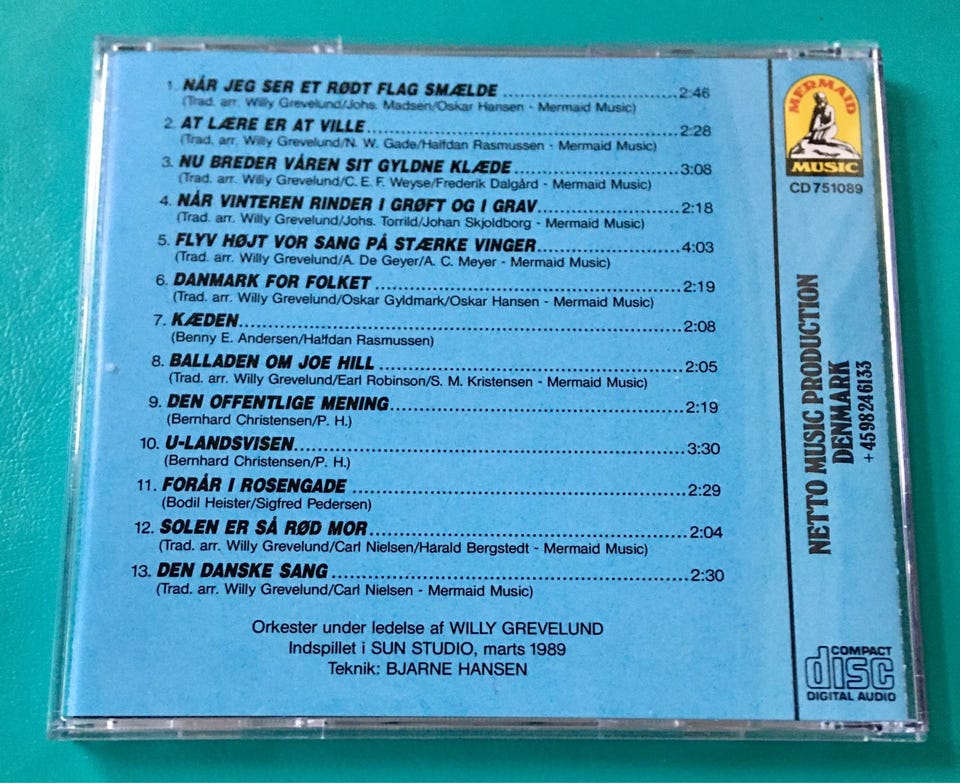 1. NÅR JEG SER ET RØDT FLAG SMÆLDE 2:46
(Trad. arr. Willy Grevelund/Johs. Madsen/Oskar Hansen - Mermaid Music)
2. AT LÆRE ER AT VILLE 2:28
(Trad. arr. Willy Grevelund/N. W. Gade/Halfdan Rasmussen - Mermaid Music)
3. NU BREDER VÅREN SIT GYLDNE KLÆDE 3:08
(Trad. arr. Willy Grevelund/C. E. F. Weyse/Frederik Dalgård - Mermaid Music)
4. NÅR VINTEREN RINDER I GRØFT OG I GRAV 2:18
(Trad. arr. Willy Grevelund/Johs. Torrild/Johan Skjoldborg - Mermaid Music)
5. FLYV HØJT VOR SANG PÅ STÆRKE VINGER 4:03
(Trad. arr. Willy Grevelund/A. De Geyer/A. C. Meyer - Mermaid Music)
6. DANMARK FOR FOLKET 2:19
(Trad. arr. Willy Grevelund/Oskar Gyldmark/Oskar Hansen - Mermaid Music)
7. KÆDEN 2:08
(Benny E. Andersen/Halfdan Rasmussen)
8. BALLADEN OM JOE HILL 2:05
(Trad. arr. Willy Grevelund/Earl Robinson/S. M. Kristensen - Mermaid Music)
9. DEN OFFENTLIGE MENING 2:19
(Bernhard Christensen/P. H.)
10. U-LANDSVISEN 3:30
(Bernhard Christensen/P. H.)
11. FORÅR I ROSENGADE 2:29
(Bodil Heister/Sigfred Pedersen)
12. SOLEN ER SÅ RØD MOR 2:04
(Trad. arr. Willy Grevelund/Carl Nielsen/Harald Bergstedt - Mermaid Music)
13. DEN DANSKE SANG 2:30
(Trad. arr. Willy Grevelund/Carl Nielsen - Mermaid Music)
Orkester under ledelse af WILLY GREVELUND
Indspillet i SUN STUDIO, marts 1989
Teknik: BJARNE HANSEN
MERMAID
MUSIC
CD 751089
NETTO MUSIC PRODUCTION
DENMARK
+45 98 24 61 33
COMPACT
disc
DIGITAL AUDIO